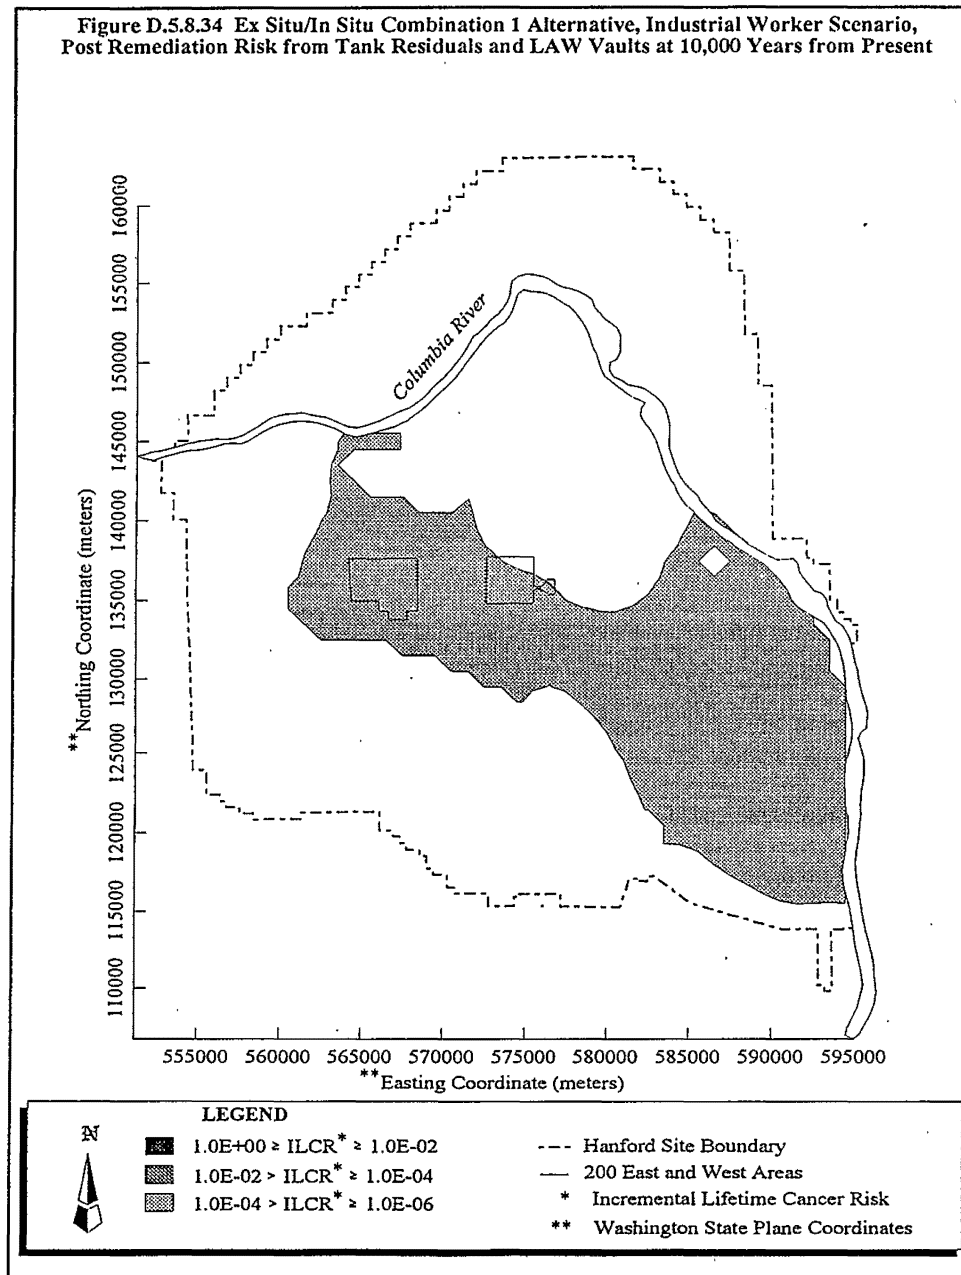 Figure D.5.8.34 Ex Situ/In Situ Combination 1 Alternative, Industrial Worker Scenario,
Post Remediation Risk from Tank Residuals and LAW Vaults at 10,000 Years from Present
Columbia River
**Northing Coordinate (meters)
160000
155000
150000
145000
140000
135000
130000
125000
120000
115000
110000
555000 560000 565000 570000 575000 580000 585000 590000 595000
**Easting Coordinate (meters)
LEGEND
N
1.0E+00 ≥ ILCR* ≥ 1.0E-02
1.0E-02 > ILCR* ≥ 1.0E-04
1.0E-04 > ILCR* ≥ 1.0E-06
Hanford Site Boundary
200 East and West Areas
* Incremental Lifetime Cancer Risk
** Washington State Plane Coordinates